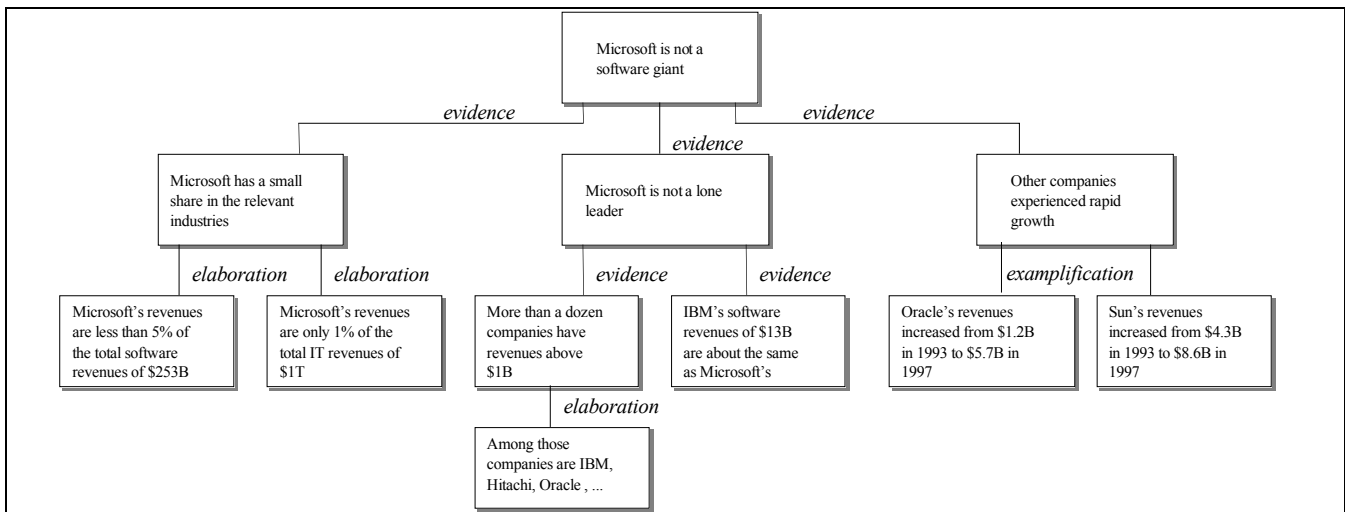 Microsoft is not a
software giant
evidence
evidence
evidence
Microsoft has a small
share in the relevant
industries
Microsoft is not a lone
leader
Other companies
experienced rapid
growth
elaboration
elaboration
evidence
evidence
examplification
Microsoft's revenues
are less than 5% of
the total software
revenues of $253B
Microsoft's revenues
are only 1% of the
total IT revenues of
$1T
More than a dozen
companies have
revenues above
$1B
IBM's software
revenues of $13B
are about the same
as Microsoft's
Oracle's revenues
increased from $1.2B
in 1993 to $5.7B in
1997
Sun's revenues
increased from $4.3B
in 1993 to $8.6B in
1997
elaboration
Among those
companies are IBM,
Hitachi, Oracle , ...